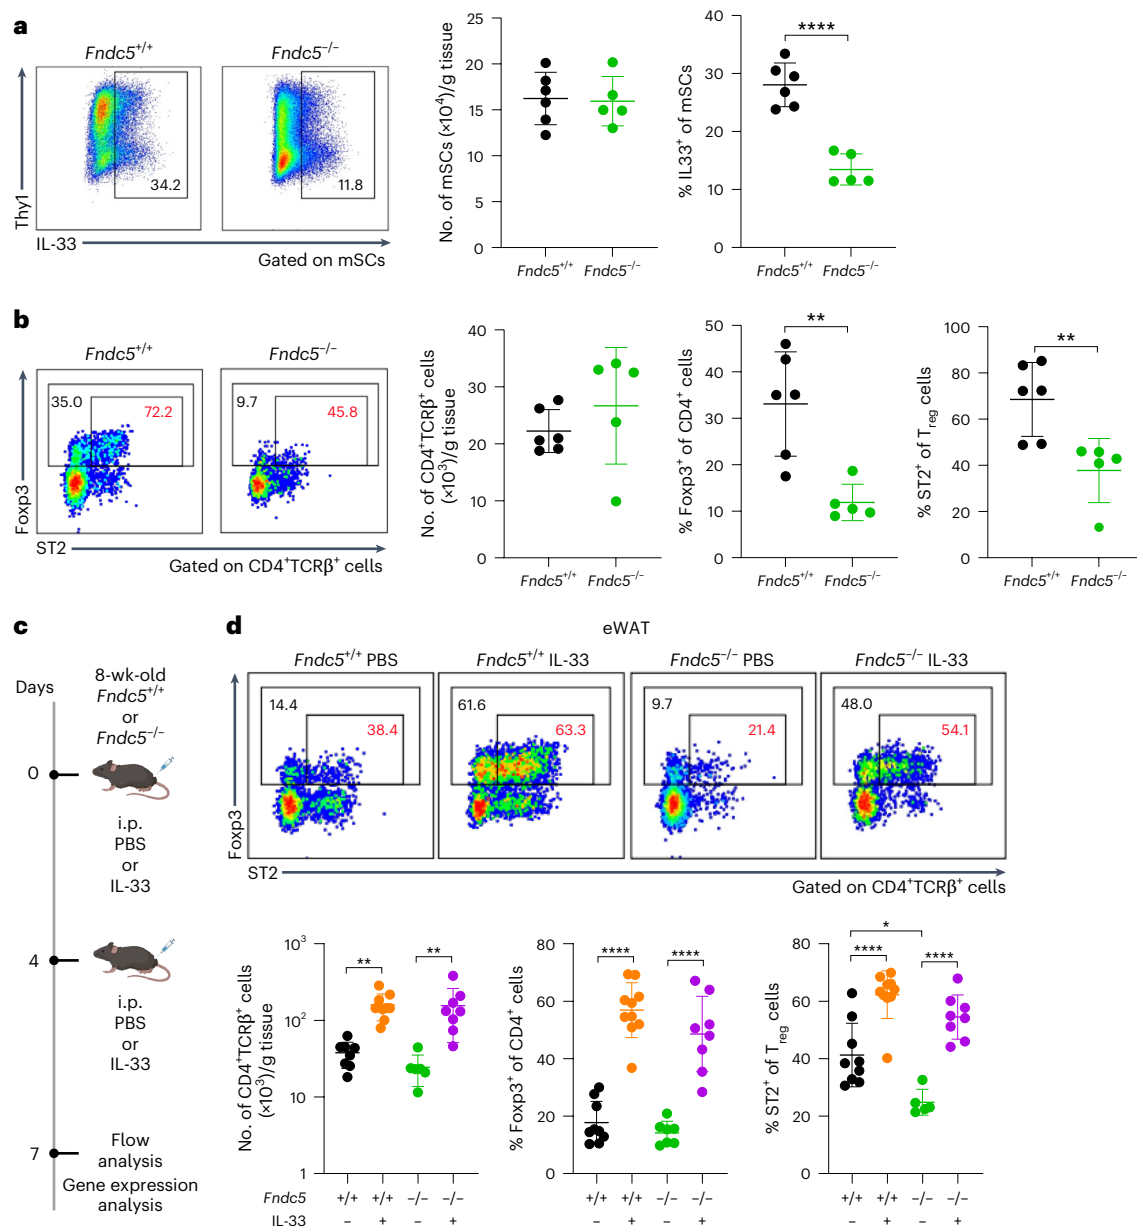 a
Fndc5+/+
Fndc5−/−
Thy1
34.2
11.8
IL-33
Gated on mSCs
No. of mSCs (×10⁴)/g tissue
25
20
15
10
5
0
Fndc5+/+ Fndc5−/−
% IL33⁺ of mSCs
40
30
20
10
0
****
Fndc5+/+ Fndc5−/−
b
Fndc5+/+
Fndc5−/−
Foxp3
35.0
72.2
9.7
45.8
ST2
Gated on CD4⁺TCRβ⁺ cells
No. of CD4⁺TCRβ⁺ cells
(×10³)/g tissue
40
30
20
10
0
Fndc5+/+ Fndc5−/−
% Foxp3⁺ of CD4⁺
50
40
30
20
10
0
**
Fndc5+/+ Fndc5−/−
% ST2⁺ of Treg cells
100
80
60
40
20
0
**
Fndc5+/+ Fndc5−/−
c
Days
8-wk-old
Fndc5+/+
or
Fndc5−/−
0
i.p.
PBS
or
IL-33
4
i.p.
PBS
or
IL-33
7
Flow
analysis
Gene expression
analysis
d
eWAT
Fndc5+/+ PBS
Fndc5+/+ IL-33
Fndc5−/− PBS
Fndc5−/− IL-33
Foxp3
14.4
38.4
61.6
63.3
9.7
21.4
48.0
54.1
ST2
Gated on CD4⁺TCRβ⁺ cells
No. of CD4⁺TCRβ⁺ cells
(×10³)/g tissue
10³
10²
10
1
** **
% Foxp3⁺ of CD4⁺
80
60
40
20
0
**** ****
% ST2⁺ of Treg cells
80
60
40
20
0
*
**** ****
Fndc5 +/+ +/+ −/− −/− +/+ +/+ −/− −/− +/+ +/+ −/− −/−
IL-33 − + − + − + − + − + − +